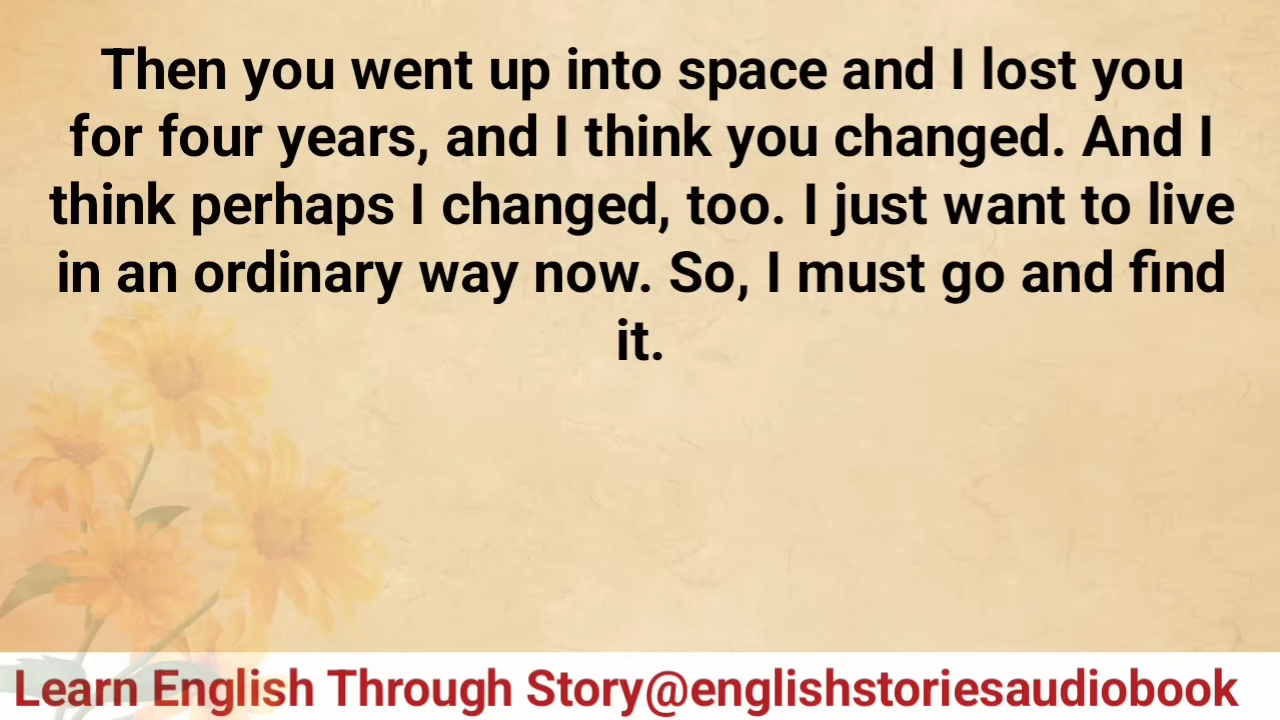 Then you went up into space and I lost you
for four years, and I think you changed. And I
think perhaps I changed, too. I just want to live
in an ordinary way now. So, I must go and find
it.
Learn English Through Story@englishstoriesaudiobook